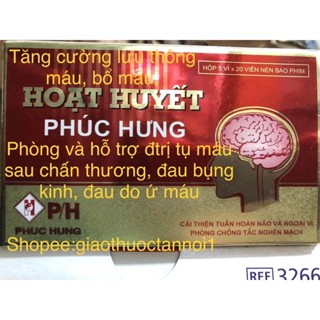 HỘP 5 VỈ x 20 VIÊN NÉN BAO PHIM
Tăng cường lưu thông
máu, bổ máu,
HOẠT HUYẾT
PHÚC HƯNG
Phòng và hỗ trợ đtrị tụ máu
sau chấn thương, đau bụng
kinh, đau do ứ máu
P/H
PHUC HUNG
CẢI THIỆN TUẦN HOÀN NÃO VÀ NGOẠI VI
PHÒNG CHỐNG TẮC NGHẼN MẠCH
Shopee:giaothuoctannoi1
REF 3266